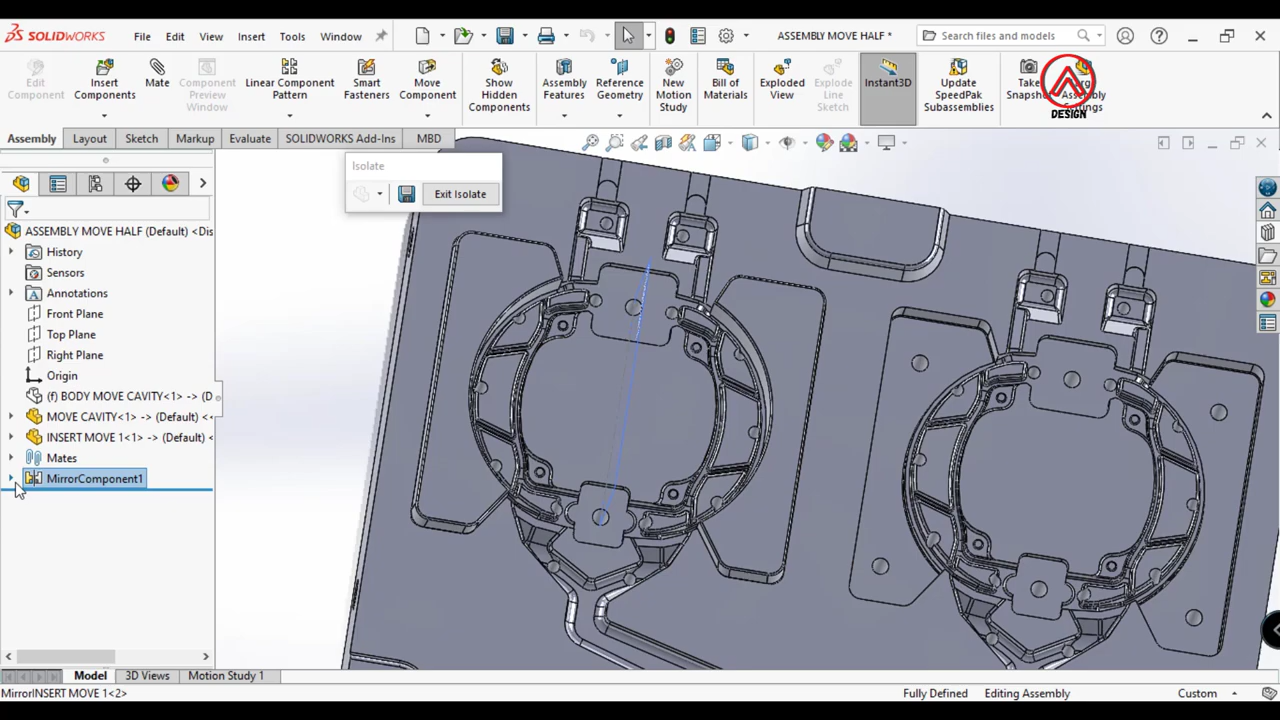 SOLIDWORKS File Edit View Insert Tools Window ASSEMBLY MOVE HALF * Search files and models
Edit Component
Insert Components
Mate
Component Preview Window
Linear Component Pattern
Smart Fasteners
Move Component
Show Hidden Components
Assembly Features
Reference Geometry
New Motion Study
Bill of Materials
Exploded View
Explode Line Sketch
Instant3D
Update SpeedPak Subassemblies
Take Snapshot
Assembly
DESIGN
Assembly Layout Sketch Markup Evaluate SOLIDWORKS Add-Ins MBD
Isolate
Exit Isolate
ASSEMBLY MOVE HALF (Default) <Dis
History
Sensors
Annotations
Front Plane
Top Plane
Right Plane
Origin
(f) BODY MOVE CAVITY<1> -> (D
MOVE CAVITY<1> -> (Default) <<
INSERT MOVE 1<1> -> (Default) <
Mates
MirrorComponent1
Model 3D Views Motion Study 1
MirrorINSERT MOVE 1<2> Fully Defined Editing Assembly Custom